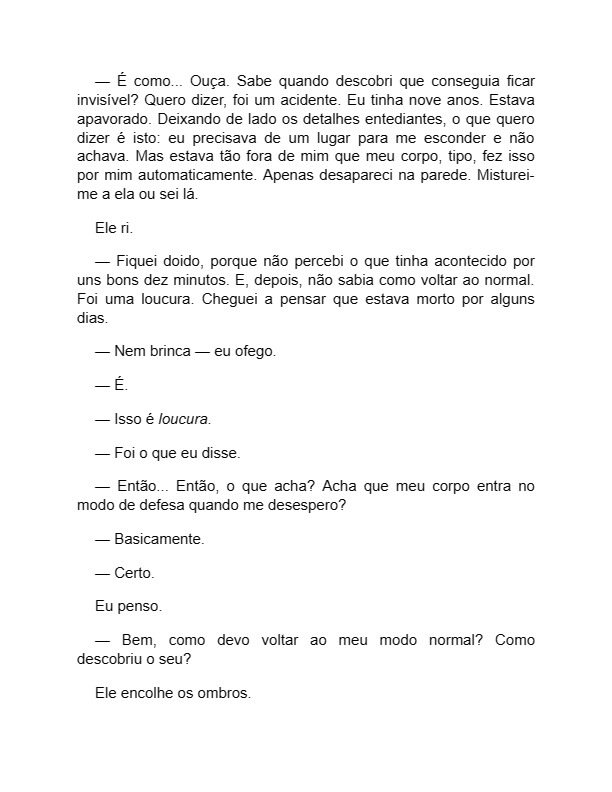 — É como... Ouça. Sabe quando descobri que conseguia ficar
invisível? Quero dizer, foi um acidente. Eu tinha nove anos. Estava
apavorado. Deixando de lado os detalhes entediantes, o que quero
dizer é isto: eu precisava de um lugar para me esconder e não
achava. Mas estava tão fora de mim que meu corpo, tipo, fez isso
por mim automaticamente. Apenas desapareci na parede. Misturei-
me a ela ou sei lá.
Ele ri.
— Fiquei doido, porque não percebi o que tinha acontecido por
uns bons dez minutos. E, depois, não sabia como voltar ao normal.
Foi uma loucura. Cheguei a pensar que estava morto por alguns
dias.
— Nem brinca — eu ofego.
— É.
— Isso é loucura.
— Foi o que eu disse.
— Então... Então, o que acha? Acha que meu corpo entra no
modo de defesa quando me desespero?
— Basicamente.
— Certo.
Eu penso.
— Bem, como devo voltar ao meu modo normal? Como
descobriu o seu?
Ele encolhe os ombros.